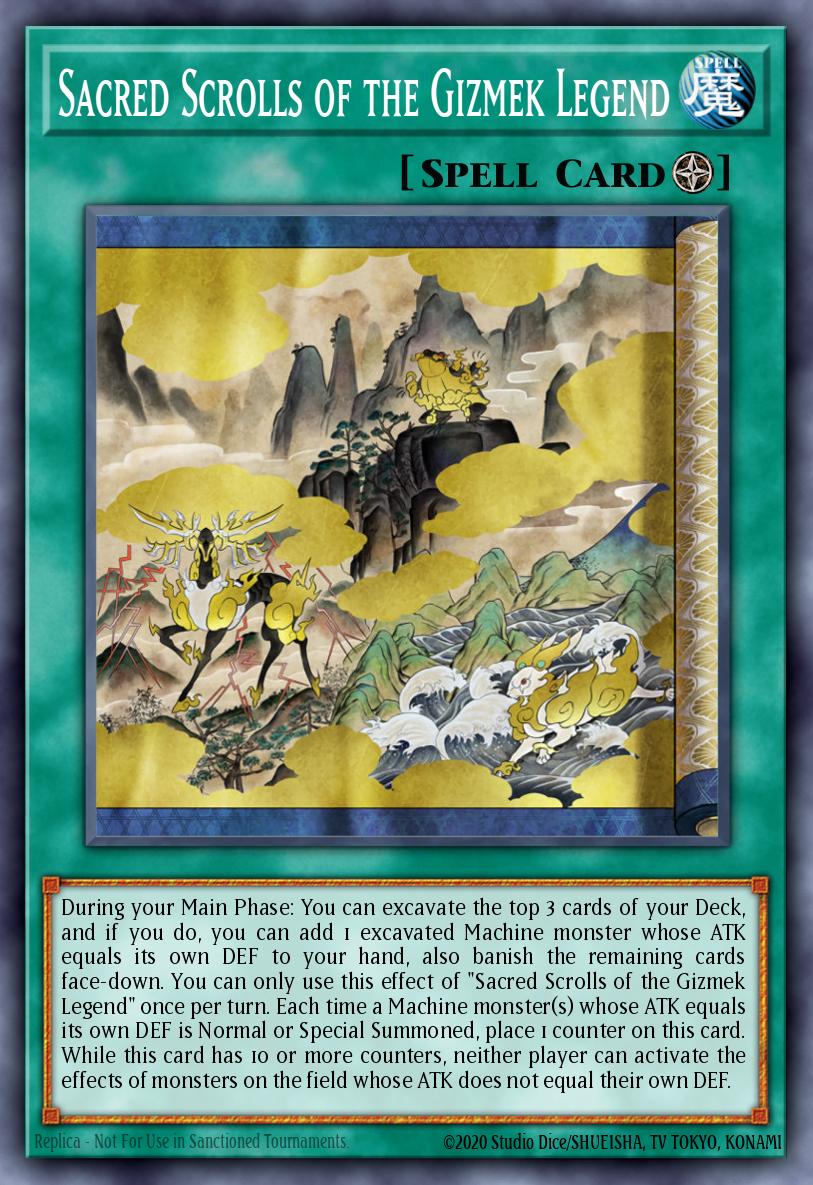 Sacred Scrolls of the Gizmek Legend
SPELL
魔
[Spell Card]
During your Main Phase: You can excavate the top 3 cards of your Deck,
and if you do, you can add 1 excavated Machine monster whose ATK
equals its own DEF to your hand, also banish the remaining cards
face-down. You can only use this effect of "Sacred Scrolls of the Gizmek
Legend" once per turn. Each time a Machine monster(s) whose ATK equals
its own DEF is Normal or Special Summoned, place 1 counter on this card.
While this card has 10 or more counters, neither player can activate the
effects of monsters on the field whose ATK does not equal their own DEF.
Replica - Not For Use in Sanctioned Tournaments.
©2020 Studio Dice/SHUEISHA, TV TOKYO, KONAMI